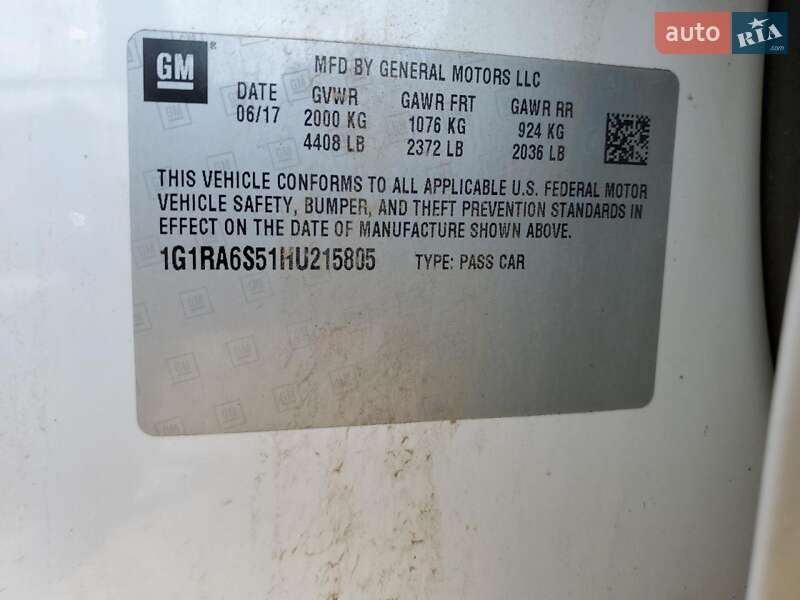 auto RIA
GM
MFD BY GENERAL MOTORS LLC
DATE GVWR GAWR FRT GAWR RR
06/17 2000 KG 1076 KG 924 KG
4408 LB 2372 LB 2036 LB
THIS VEHICLE CONFORMS TO ALL APPLICABLE U.S. FEDERAL MOTOR
VEHICLE SAFETY, BUMPER, AND THEFT PREVENTION STANDARDS IN
EFFECT ON THE DATE OF MANUFACTURE SHOWN ABOVE.
1G1RA6S51HU215805 TYPE: PASS CAR